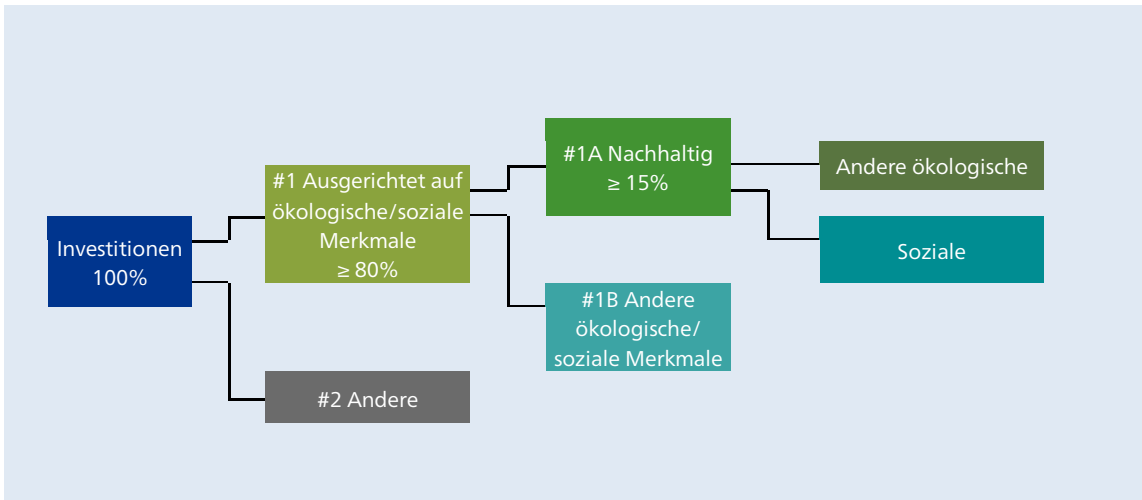 Investitionen
100%
#1 Ausgerichtet auf
ökologische/soziale
Merkmale
≥ 80%
#2 Andere
#1A Nachhaltig
≥ 15%
#1B Andere
ökologische/
soziale Merkmale
Andere ökologische
Soziale